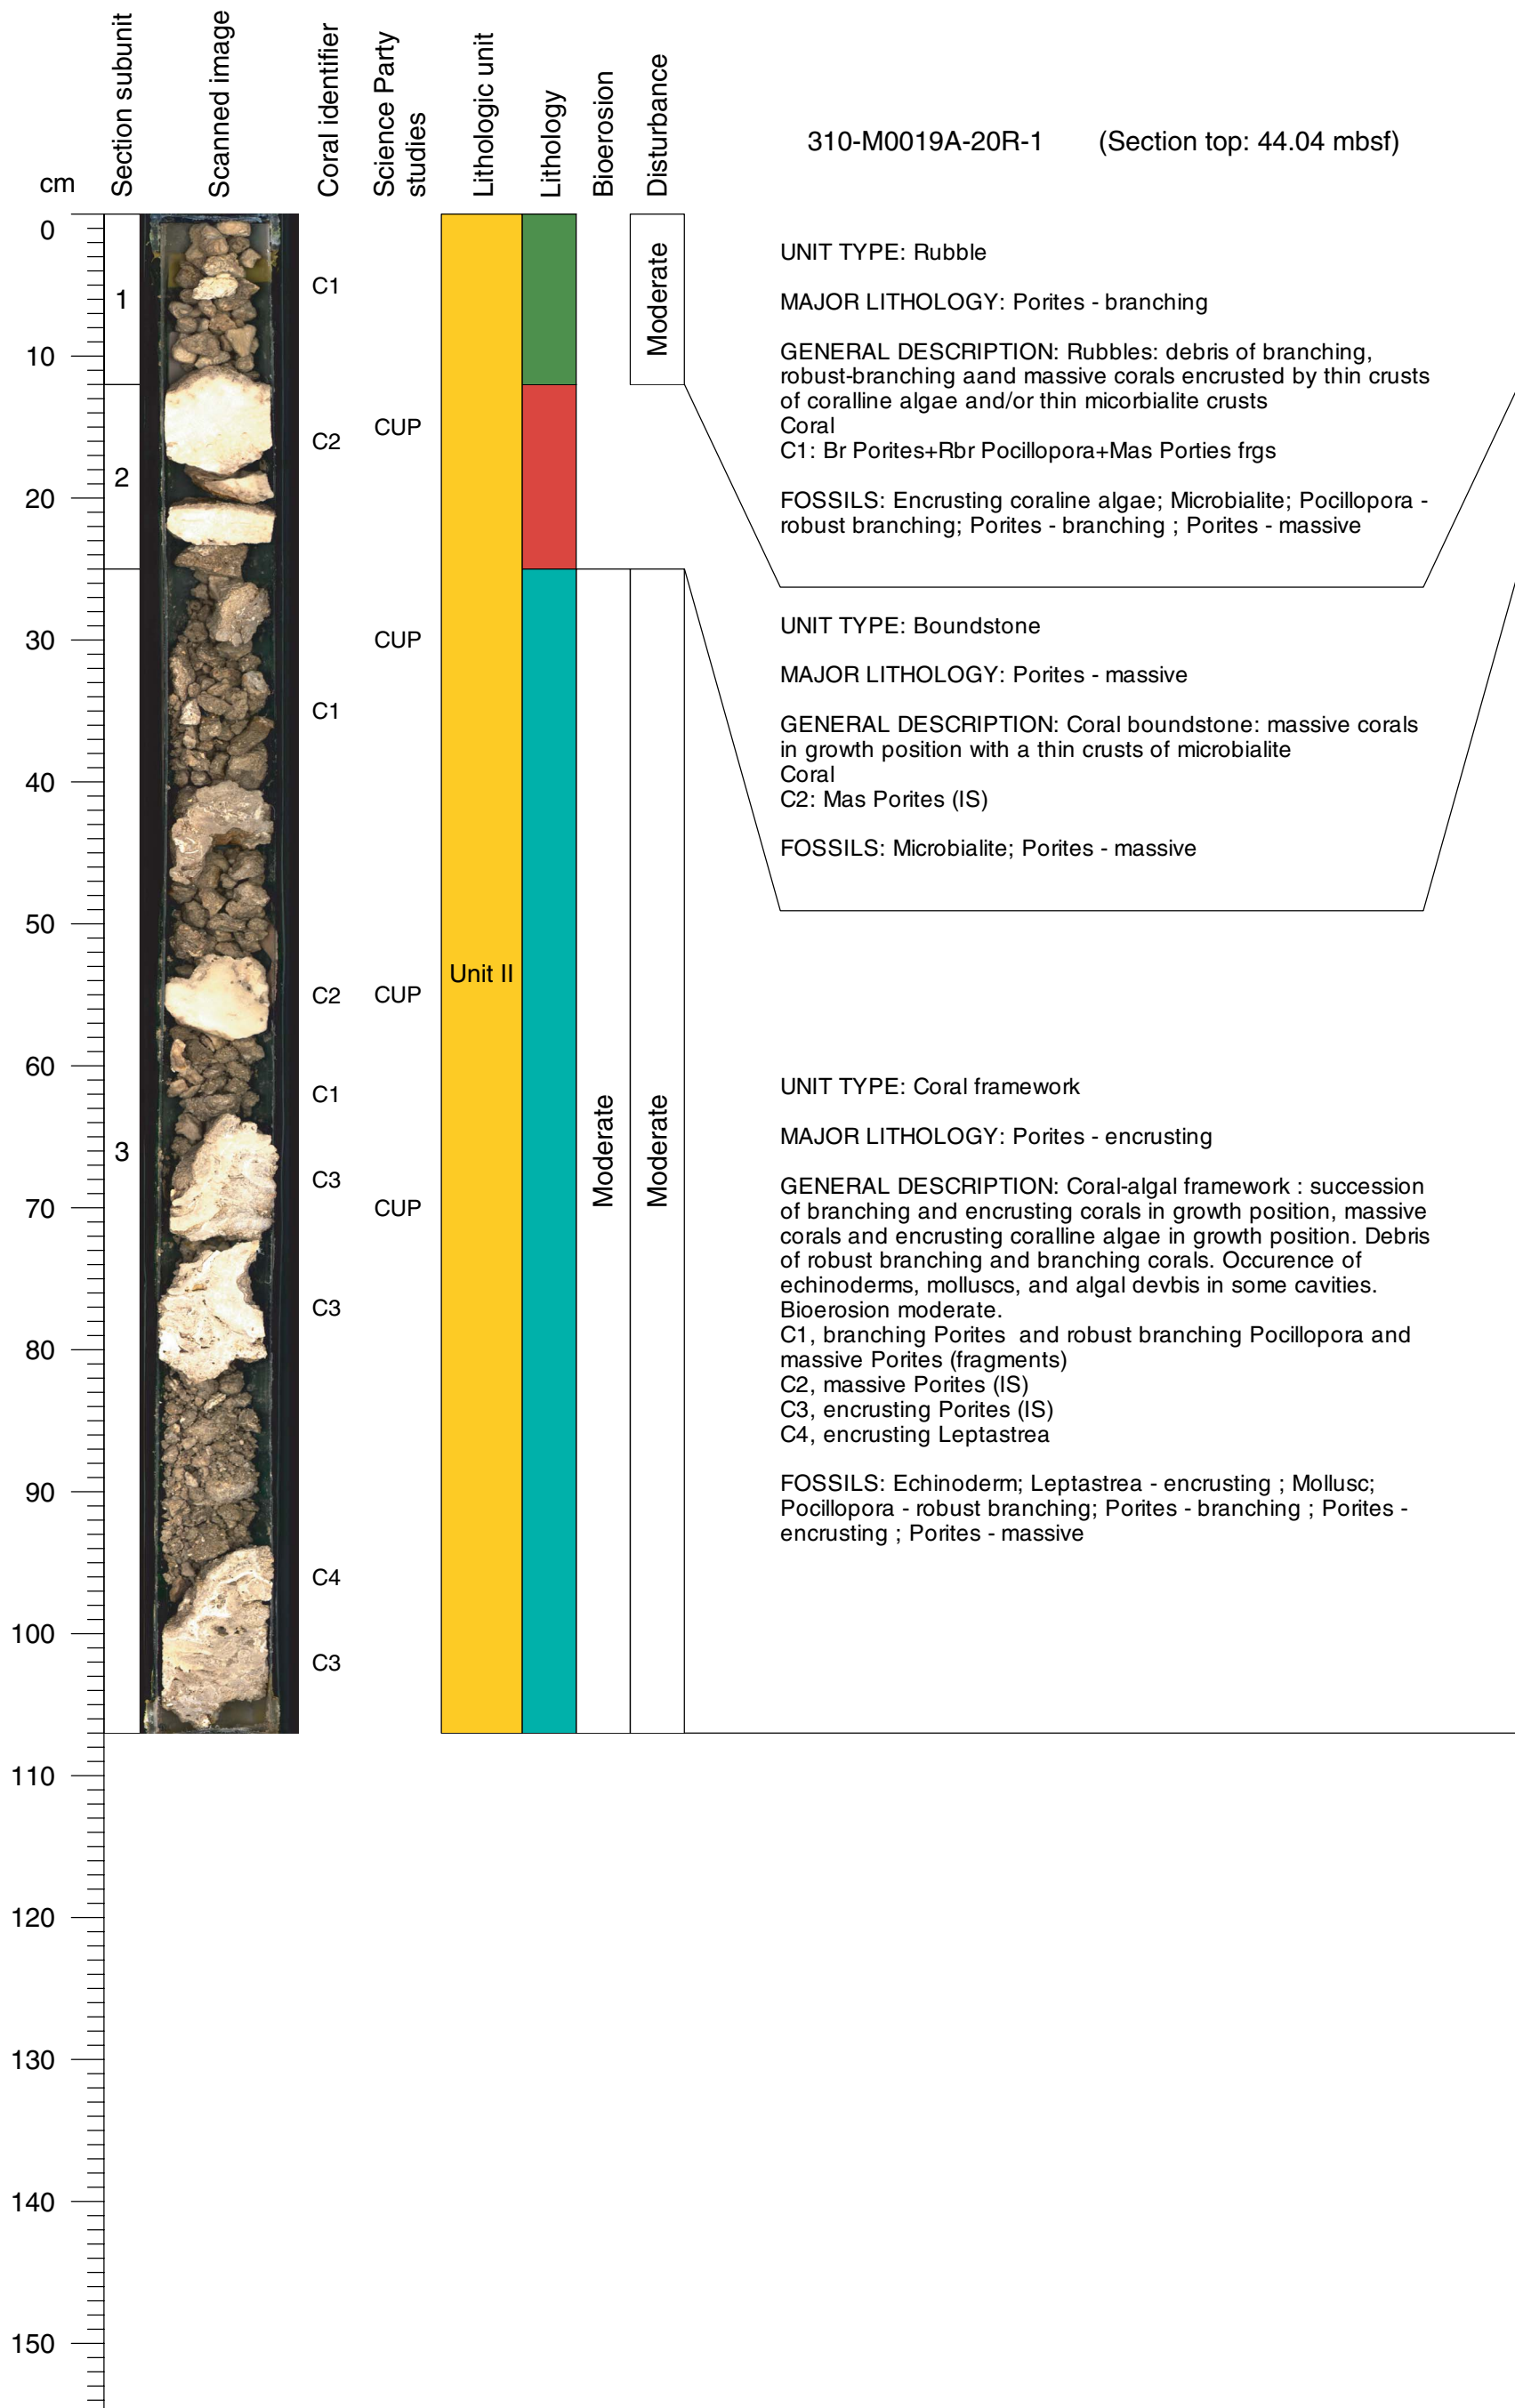 Section subunit
Scanned image
Coral identifier
Science Party
studies
Lithologic unit
Lithology
Bioerosion
Disturbance
310-M0019A-20R-1 (Section top: 44.04 mbsf)
cm
0
10
20
30
40
50
60
70
80
90
100
110
120
130
140
150
1
2
3
C1
C2
C1
C2
C1
C3
C3
C4
C3
CUP
CUP
CUP
CUP
Unit II
Moderate
Moderate
Moderate
UNIT TYPE: Rubble
MAJOR LITHOLOGY: Porites - branching
GENERAL DESCRIPTION: Rubbles: debris of branching,
robust-branching aand massive corals encrusted by thin crusts
of coralline algae and/or thin micorbialite crusts
Coral
C1: Br Porites+Rbr Pocillopora+Mas Porties frgs
FOSSILS: Encrusting coraline algae; Microbialite; Pocillopora -
robust branching; Porites - branching ; Porites - massive
UNIT TYPE: Boundstone
MAJOR LITHOLOGY: Porites - massive
GENERAL DESCRIPTION: Coral boundstone: massive corals
in growth position with a thin crusts of microbialite
Coral
C2: Mas Porites (IS)
FOSSILS: Microbialite; Porites - massive
UNIT TYPE: Coral framework
MAJOR LITHOLOGY: Porites - encrusting
GENERAL DESCRIPTION: Coral-algal framework : succession
of branching and encrusting corals in growth position, massive
corals and encrusting coralline algae in growth position. Debris
of robust branching and branching corals. Occurence of
echinoderms, molluscs, and algal devbis in some cavities.
Bioerosion moderate.
C1, branching Porites  and robust branching Pocillopora and
massive Porites (fragments)
C2, massive Porites (IS)
C3, encrusting Porites (IS)
C4, encrusting Leptastrea
FOSSILS: Echinoderm; Leptastrea - encrusting ; Mollusc;
Pocillopora - robust branching; Porites - branching ; Porites -
encrusting ; Porites - massive